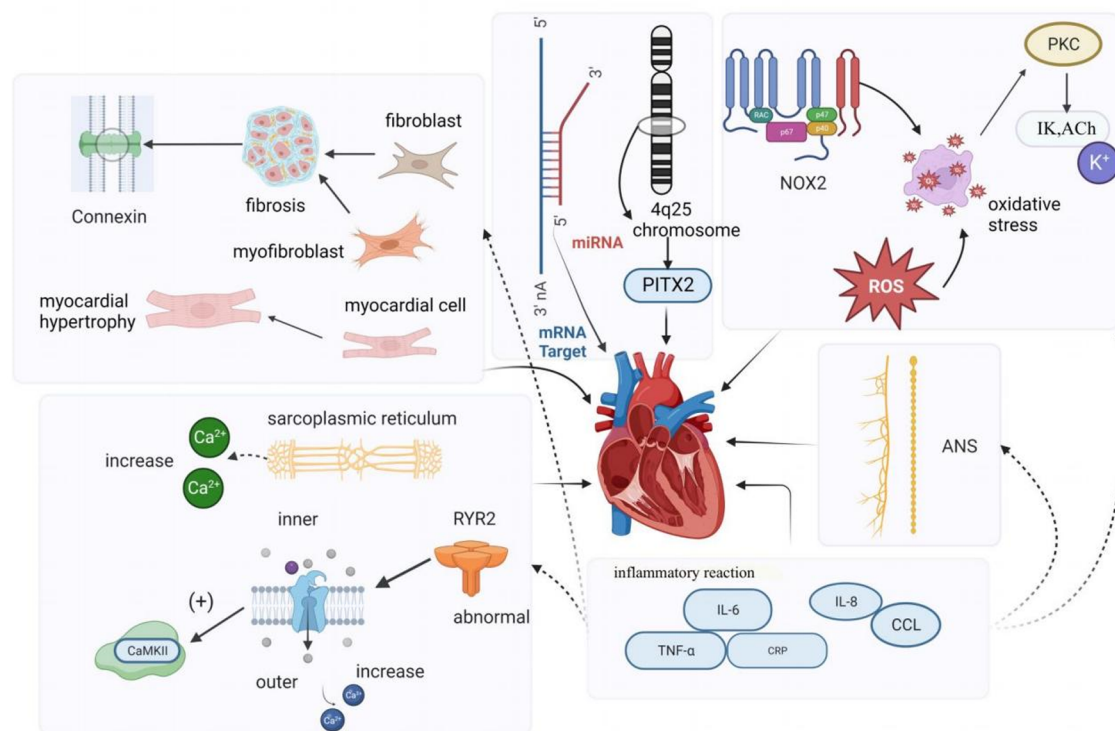 fibroblast
Connexin
fibrosis
myofibroblast
myocardial
hypertrophy
myocardial cell
5'
3'
5'
3' nA
miRNA
mRNA
Target
4q25
chromosome
PITX2
RAC
p67
p47
p40
NOX2
PKC
IK,ACh
K+
oxidative
stress
ROS
sarcoplasmic reticulum
Ca2+
increase
Ca2+
inner
RYR2
abnormal
(+)
CaMKII
outer
increase
Ca2+
Ca2+
ANS
inflammatory reaction
IL-6
IL-8
CCL
TNF-α
CRP